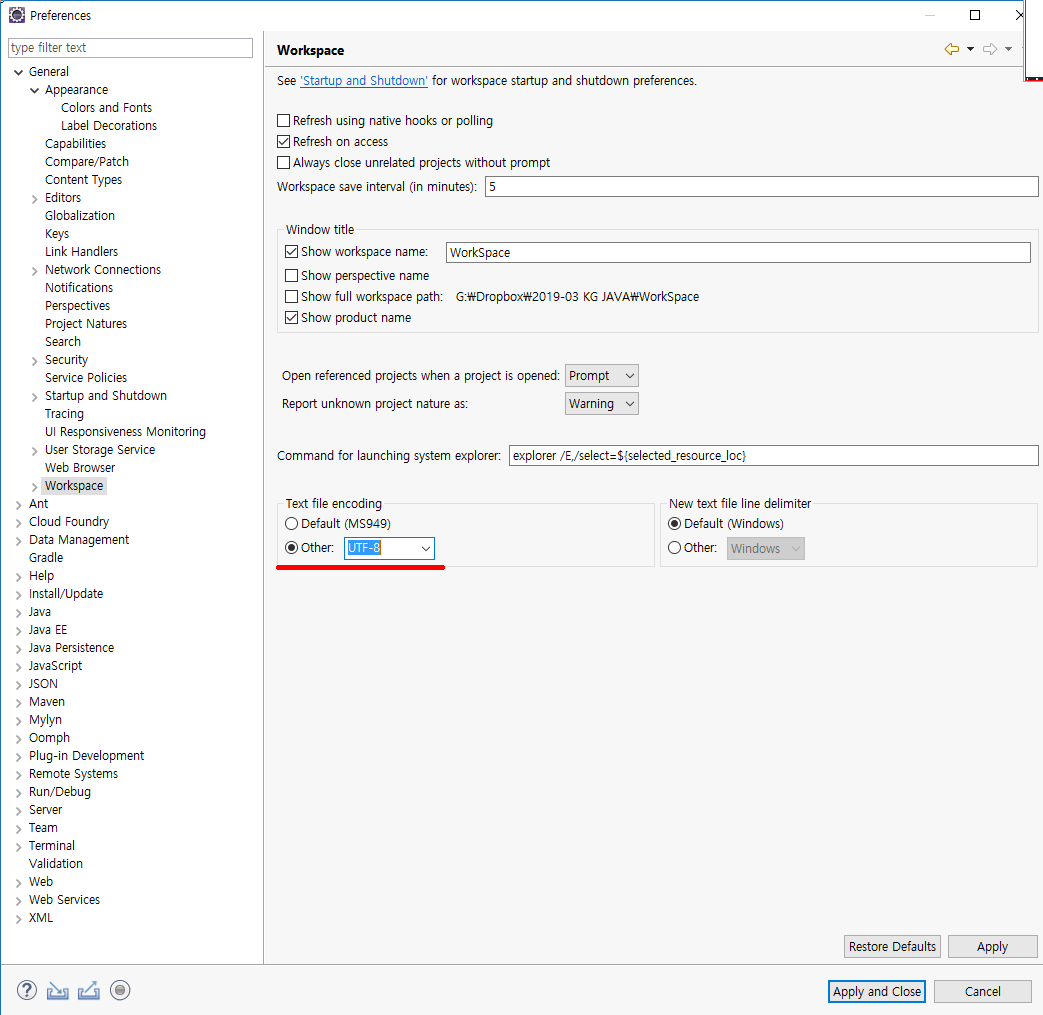 Preferences
type filter text
General
Appearance
Colors and Fonts
Label Decorations
Capabilities
Compare/Patch
Content Types
Editors
Globalization
Keys
Link Handlers
Network Connections
Notifications
Perspectives
Project Natures
Search
Security
Service Policies
Startup and Shutdown
Tracing
UI Responsiveness Monitoring
User Storage Service
Web Browser
Workspace
Ant
Cloud Foundry
Data Management
Gradle
Help
Install/Update
Java
Java EE
Java Persistence
JavaScript
JSON
Maven
Mylyn
Oomph
Plug-in Development
Remote Systems
Run/Debug
Server
Team
Terminal
Validation
Web
Web Services
XML
Workspace
See 'Startup and Shutdown' for workspace startup and shutdown preferences.
Refresh using native hooks or polling
Refresh on access
Always close unrelated projects without prompt
Workspace save interval (in minutes): 5
Window title
Show workspace name: WorkSpace
Show perspective name
Show full workspace path: G:₩Dropbox₩2019-03 KG JAVA₩WorkSpace
Show product name
Open referenced projects when a project is opened: Prompt
Report unknown project nature as: Warning
Command for launching system explorer: explorer /E,/select=${selected_resource_loc}
Text file encoding
Default (MS949)
Other: UTF-8
New text file line delimiter
Default (Windows)
Other: Windows
Restore Defaults
Apply
Apply and Close
Cancel